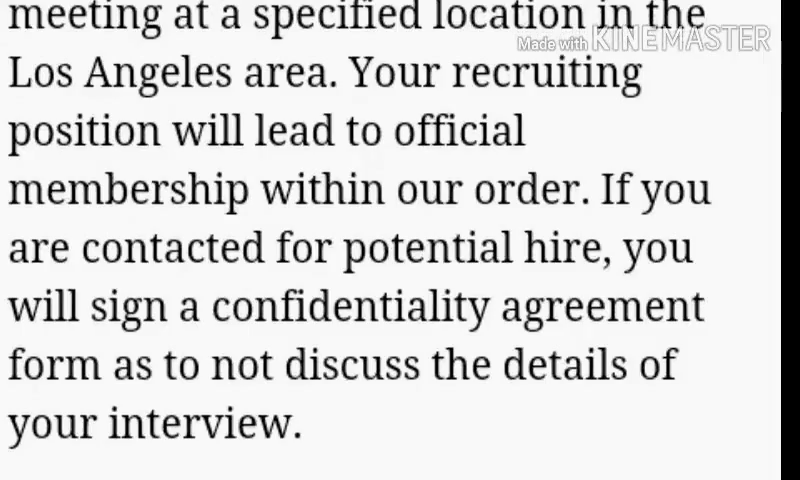 meeting at a specified location in the
Made with KINEMASTER
Los Angeles area. Your recruiting
position will lead to official
membership within our order. If you
are contacted for potential hire, you
will sign a confidentiality agreement
form as to not discuss the details of
your interview.